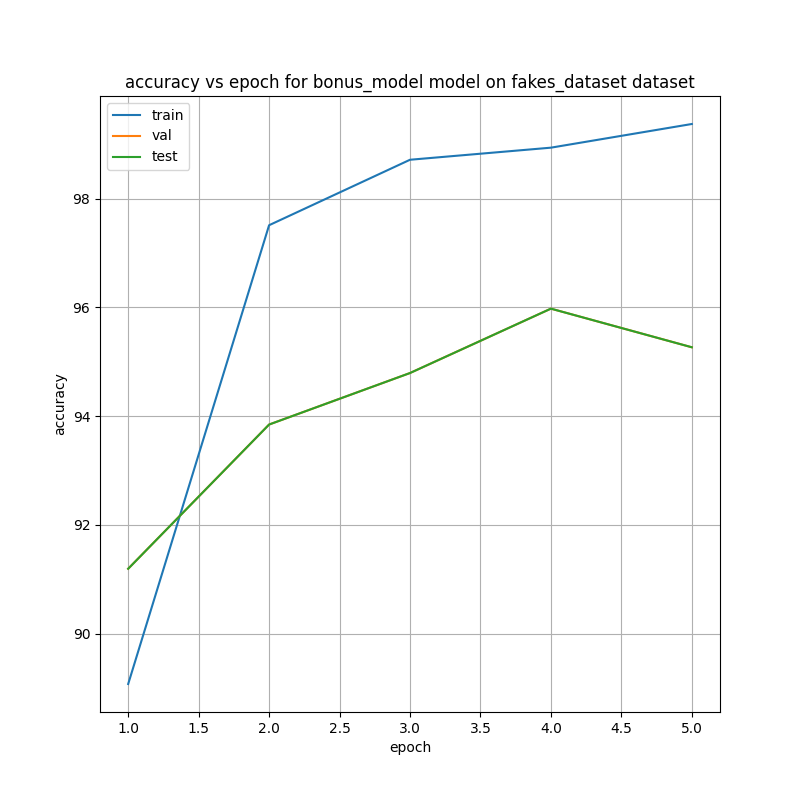 accuracy vs epoch for bonus_model model on fakes_dataset dataset
train
val
test
98
96
94
92
90
accuracy
1.0 1.5 2.0 2.5 3.0 3.5 4.0 4.5 5.0
epoch